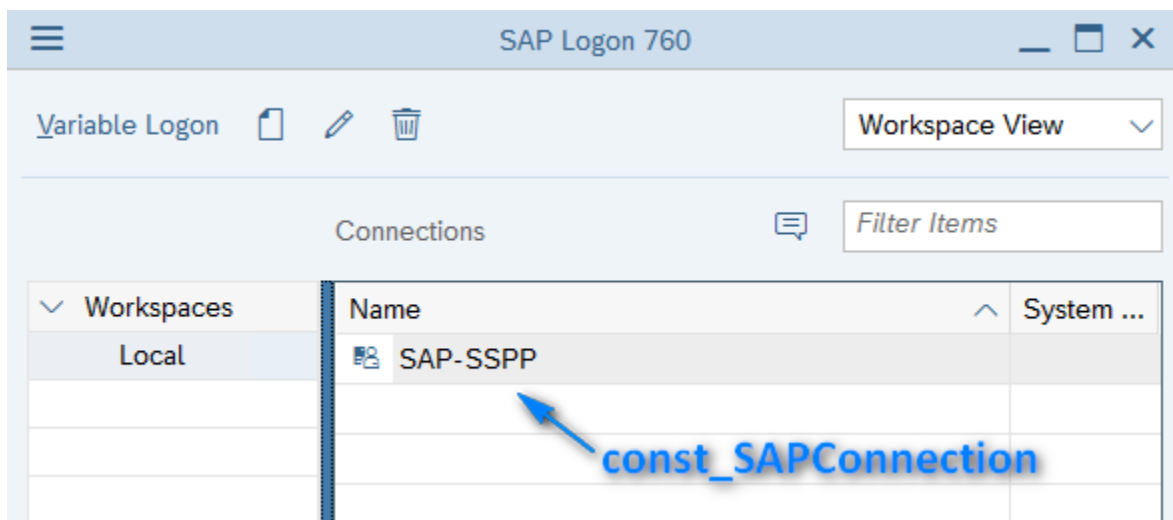 SAP Logon 760
Variable Logon
Workspace View
Connections
Filter Items
Workspaces
Name
System ...
Local
SAP-SSPP
const_SAPConnection